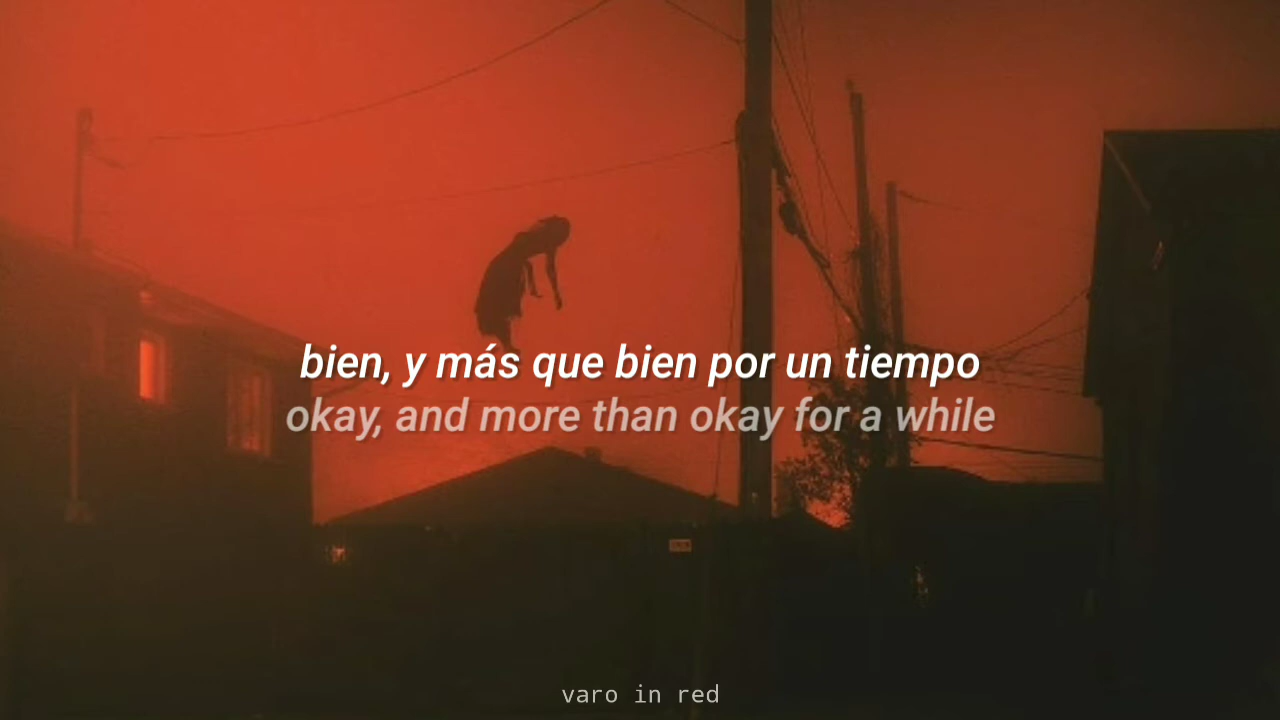 bien, y más que bien por un tiempo
okay, and more than okay for a while
varo in red